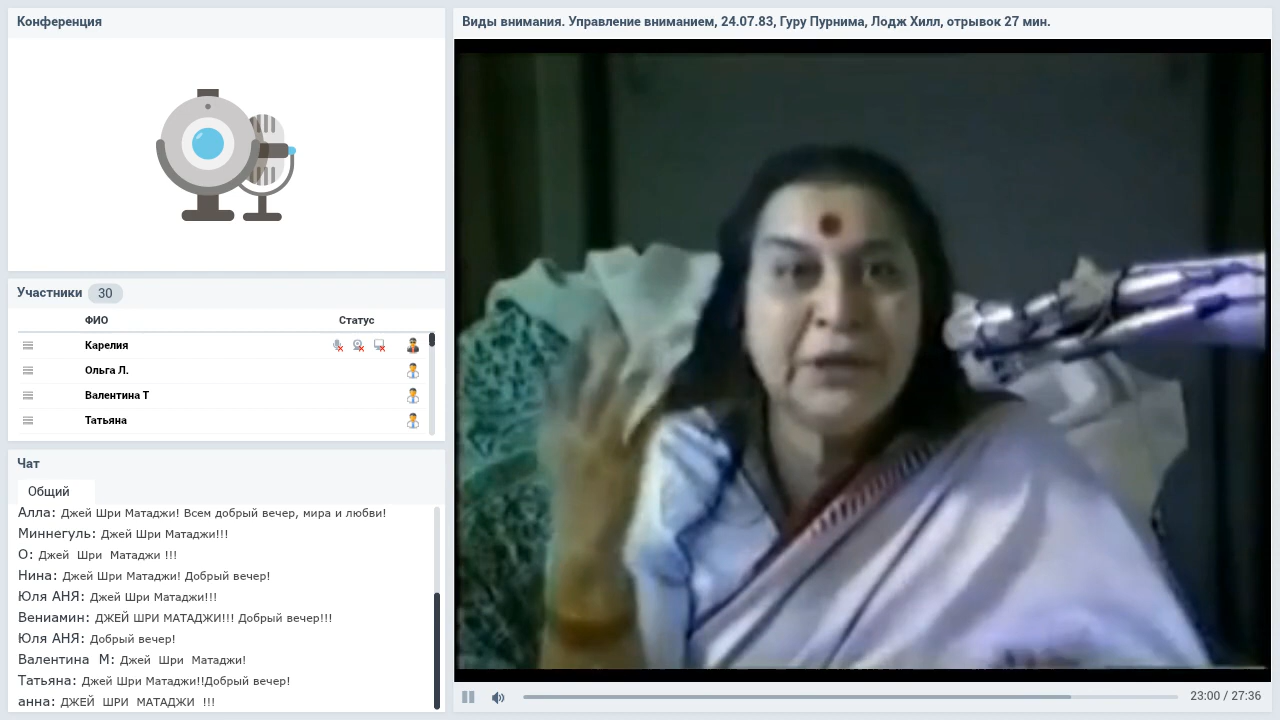 Конференция
Виды внимания. Управление вниманием, 24.07.83, Гуру Пурнима, Лодж Хилл, отрывок 27 мин.
Участники 30
ФИО Статус
Карелия
Ольга Л.
Валентина Т
Татьяна
Чат
Общий
Алла: Джей Шри Матаджи! Всем добрый вечер, мира и любви!
Миннегуль: Джей Шри Матаджи!!!
О: Джей Шри Матаджи !!!
Нина: Джей Шри Матаджи! Добрый вечер!
Юля АНЯ: Джей Шри Матаджи!!!
Вениамин: ДЖЕЙ ШРИ МАТАДЖИ!!! Добрый вечер!!!
Юля АНЯ: Добрый вечер!
Валентина М: Джей Шри Матаджи!
Татьяна: Джей Шри Матаджи!!Добрый вечер!
анна: ДЖЕЙ ШРИ МАТАДЖИ !!!
23:00 / 27:36